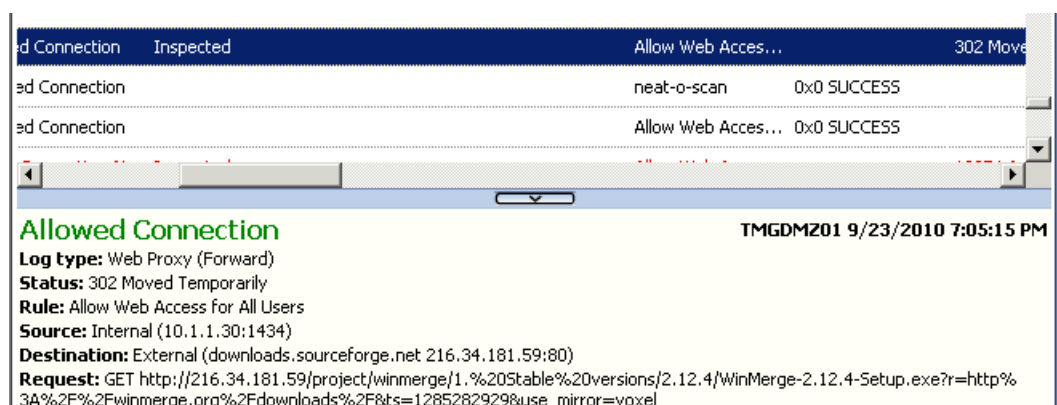 ed Connection Inspected Allow Web Acces... 302 Move
ed Connection neat-o-scan 0x0 SUCCESS
ed Connection Allow Web Acces... 0x0 SUCCESS
Allowed Connection TMGDMZ01 9/23/2010 7:05:15 PM
Log type: Web Proxy (Forward)
Status: 302 Moved Temporarily
Rule: Allow Web Access for All Users
Source: Internal (10.1.1.30:1434)
Destination: External (downloads.sourceforge.net 216.34.181.59:80)
Request: GET http://216.34.181.59/project/winmerge/1.%20Stable%20versions/2.12.4/WinMerge-2.12.4-Setup.exe?r=http%
3A%2F%2Fwinmerge.org%2Fdownloads%2F&ts=1285282929&use_mirror=voxel